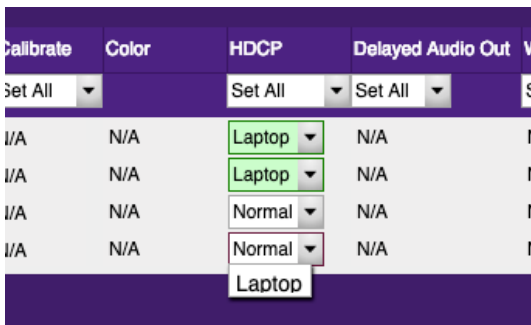 Calibrate Color HDCP Delayed Audio Out
Set All Set All Set All
N/A N/A Laptop N/A
N/A N/A Laptop N/A
N/A N/A Normal N/A
N/A N/A Normal N/A
Laptop